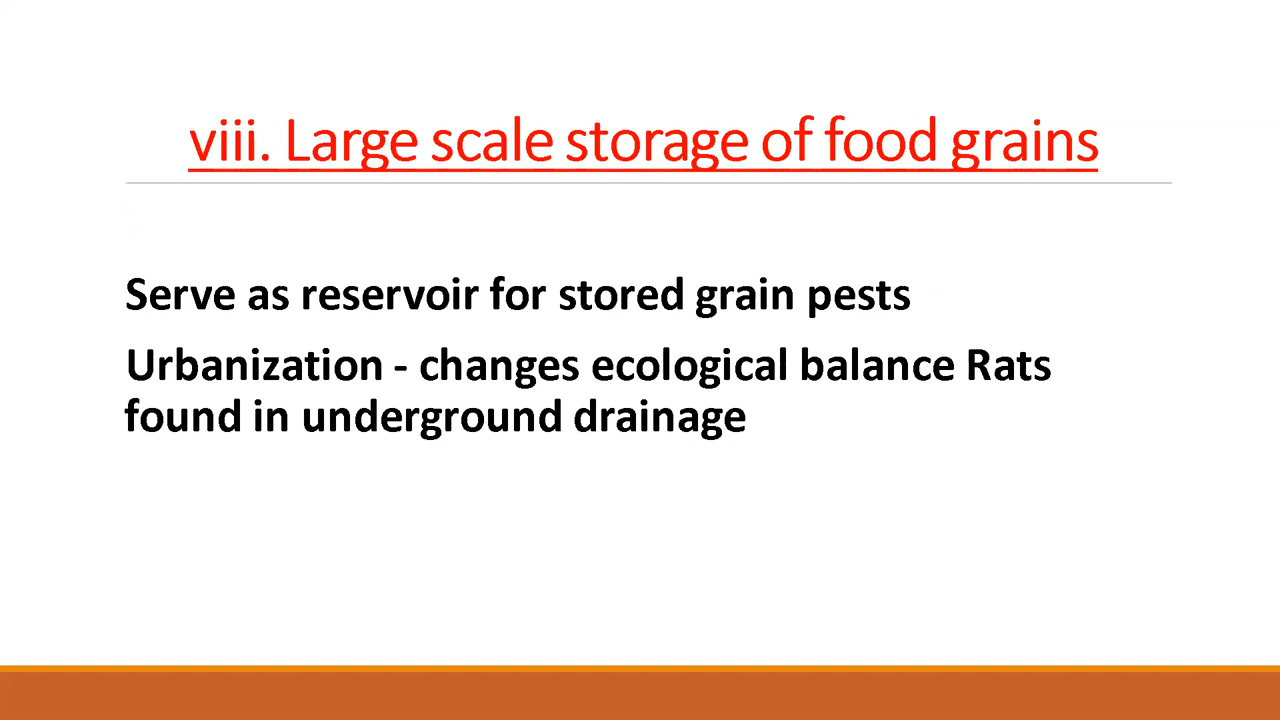 viii. Large scale storage of food grains
Serve as reservoir for stored grain pests
Urbanization - changes ecological balance Rats
found in underground drainage